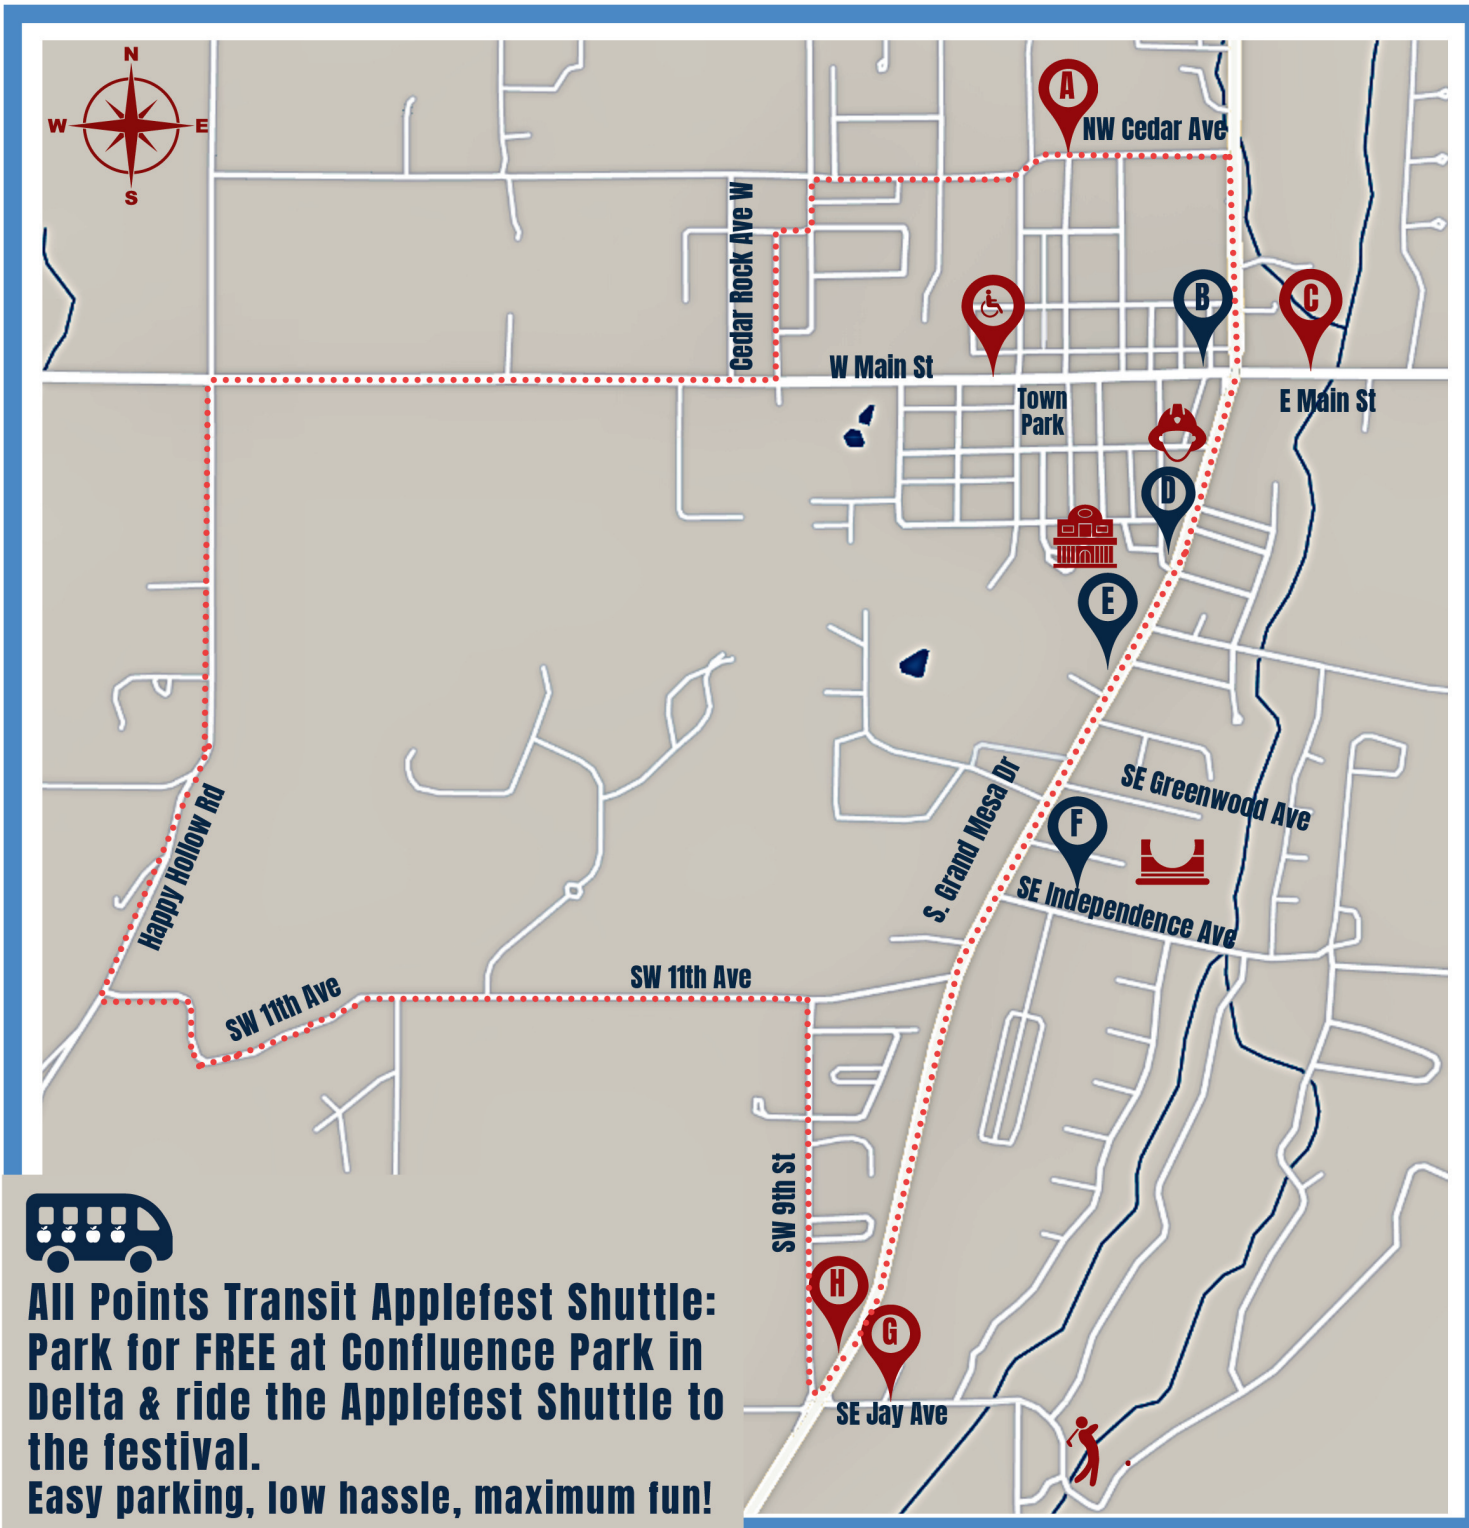 N
W
E
S
A
NW Cedar Ave
Cedar Rock Ave W
B
C
W Main St
E Main St
Town
Park
D
E
SE Greenwood Ave
S. Grand Mesa Dr
F
SE Independence Ave
Happy Hollow Rd
SW 11th Ave
SW 11th Ave
SW 9th St
H
G
SE Jay Ave
All Points Transit Applefest Shuttle:
Park for FREE at Confluence Park in
Delta & ride the Applefest Shuttle to
the festival.
Easy parking, low hassle, maximum fun!